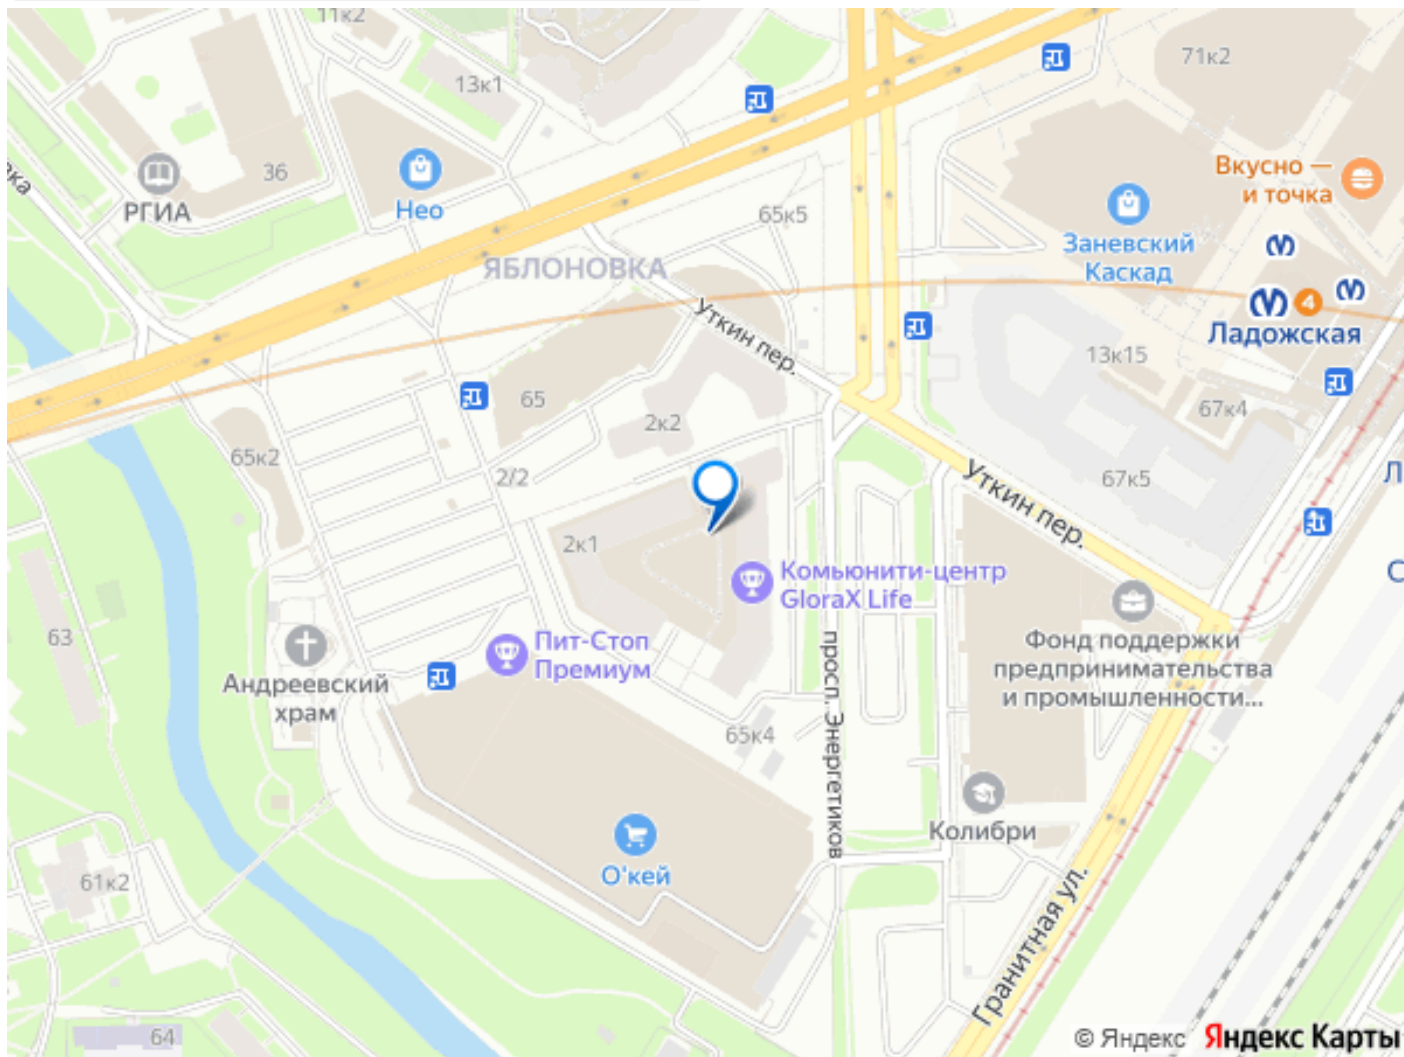 11к2
71к2
13к1
вка
36
РГИА
Нео
65к5
Вкусно —
и точка
Заневский
Каскад
ЯБЛОНОВКА
Уткин пер.
4
Ладожская
13к15
65
2к2
67к4
65к2
2/2
67к5
Уткин пер.
Л
2к1
Комьюнити-центр
GloraX Life
С
63
Пит-Стоп
Премиум
просп. Энергетиков
Фонд поддержки
предпринимательства
и промышленности...
Андреевский
храм
65к4
Колибри
О'кей
61к2
Гранитная ул.
64
© Яндекс Яндекс Карты